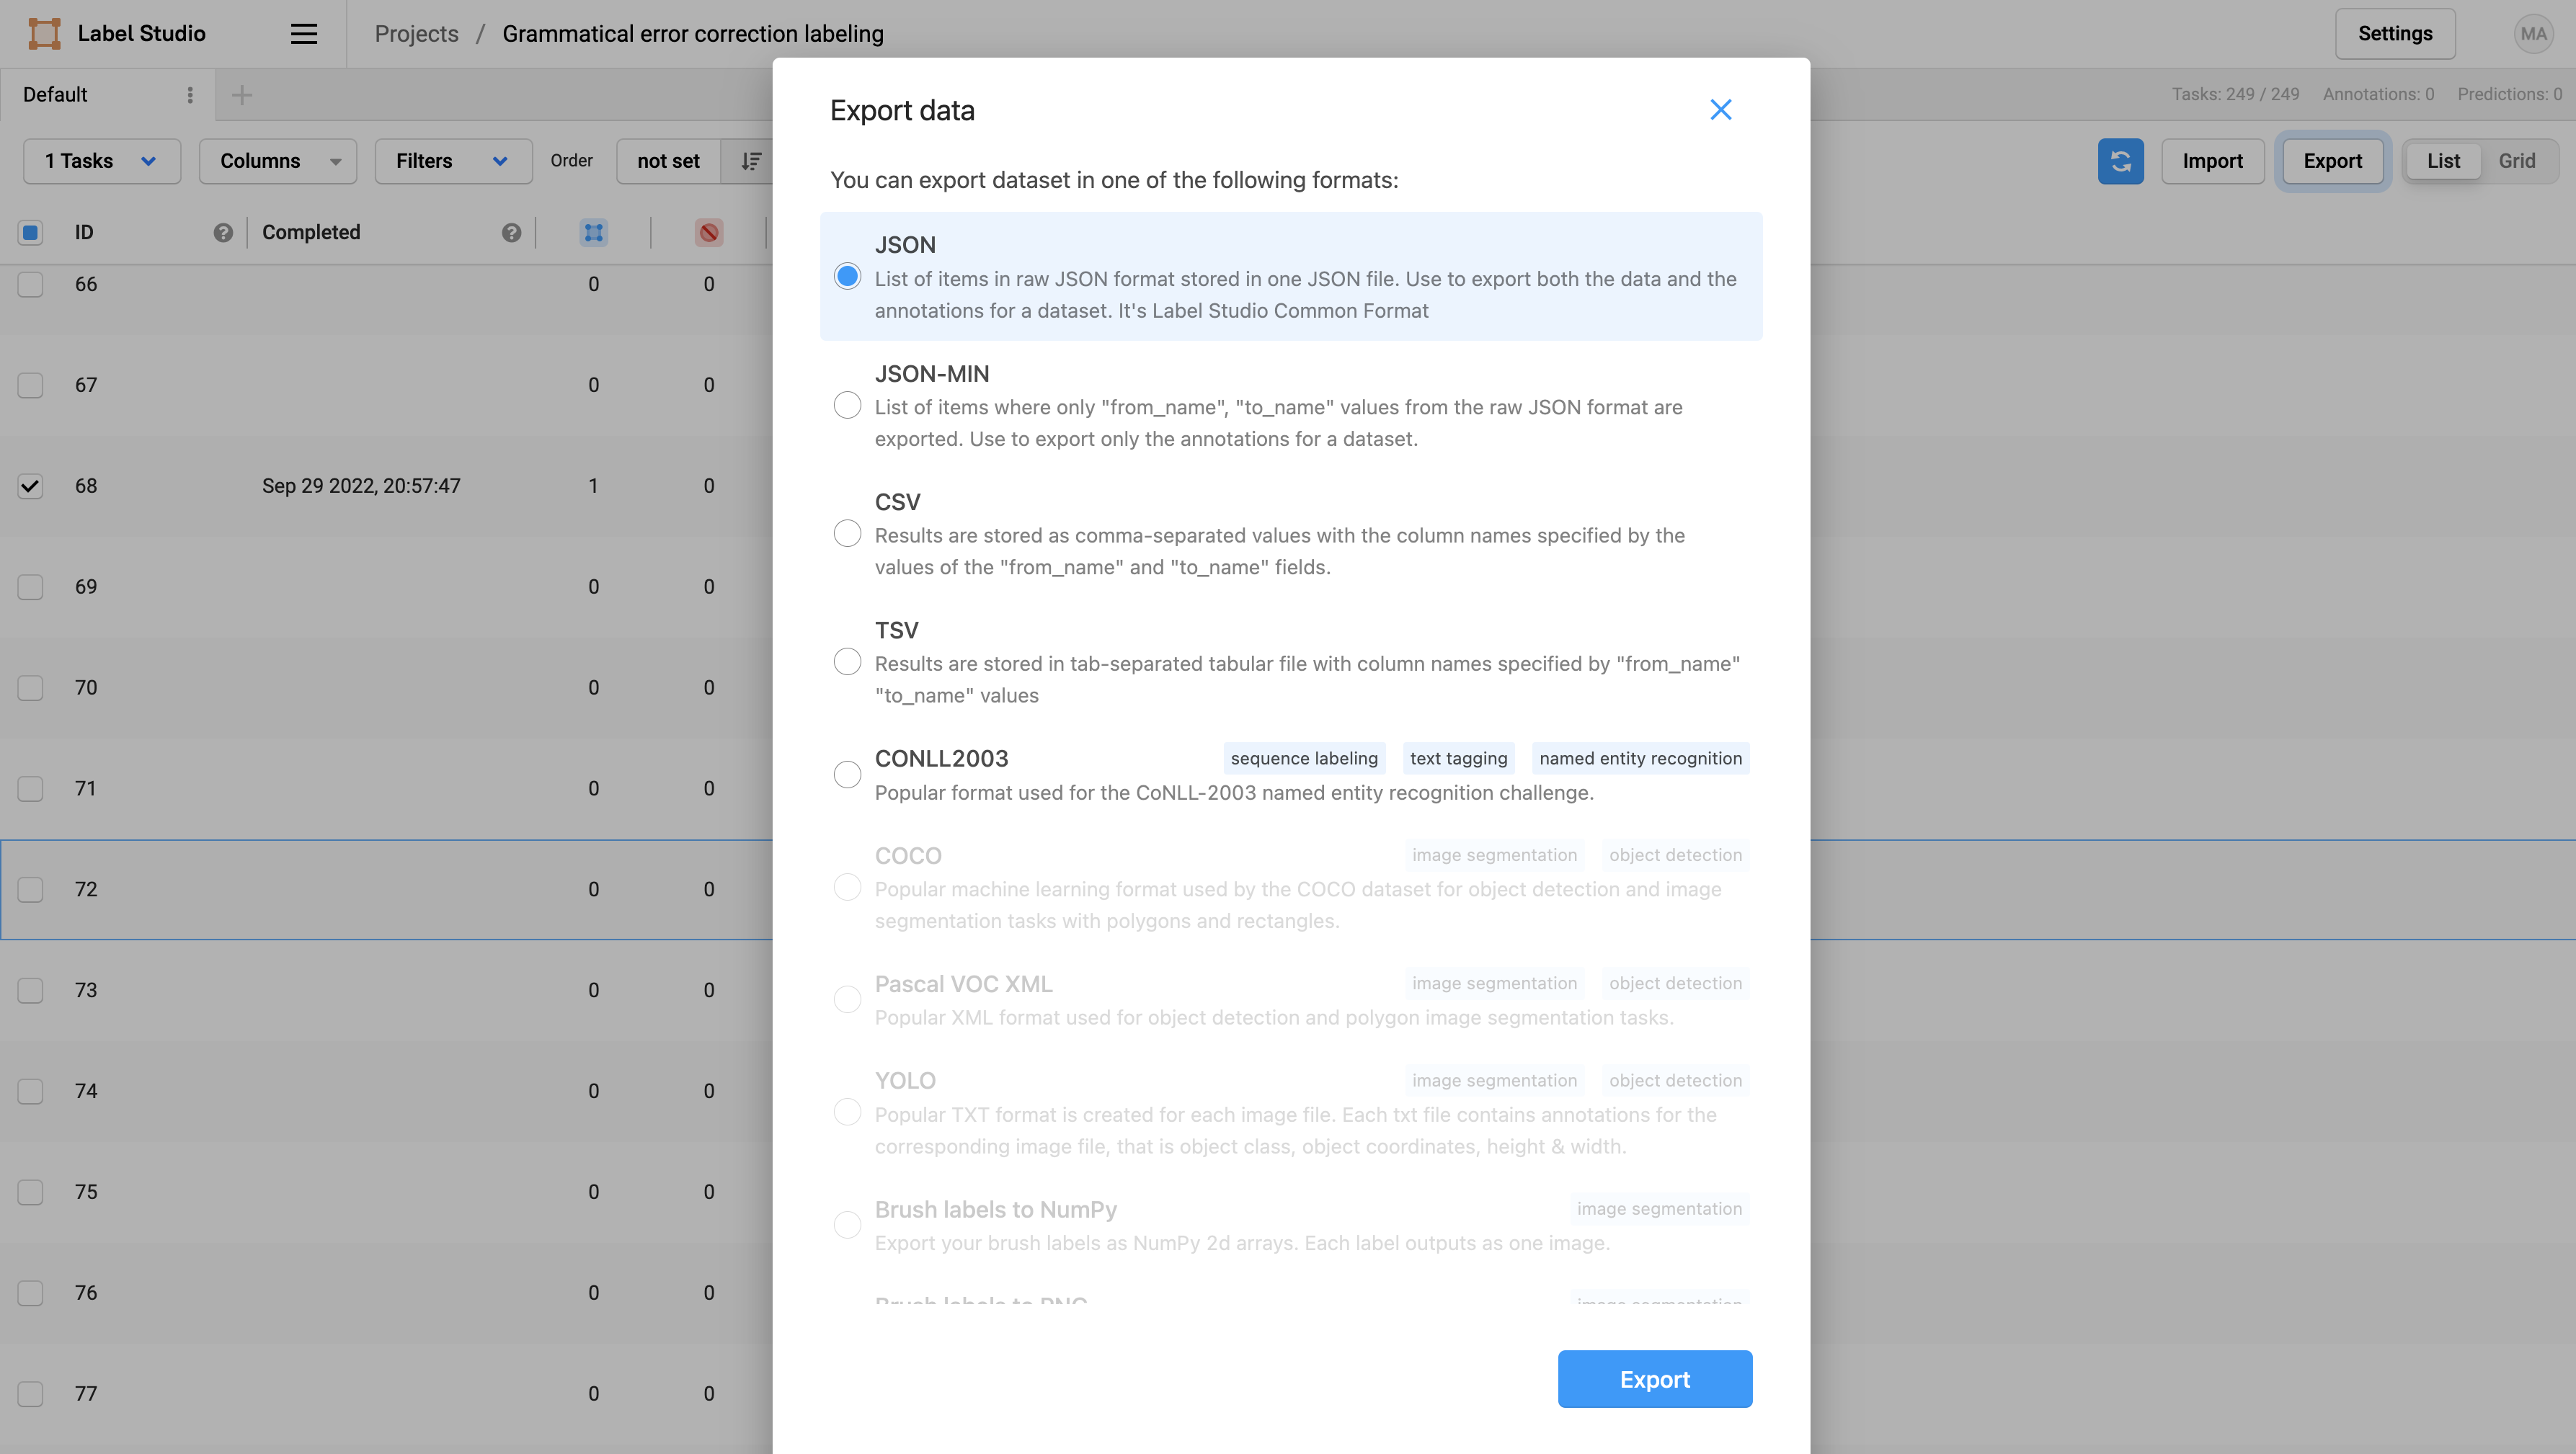 Label Studio
Projects / Grammatical error correction labeling
Settings
MA
Default
Tasks: 249 / 249 Annotations: 0 Predictions: 0
1 Tasks
Columns
Filters
Order
not set
Import
Export
List
Grid
ID
Completed
66 0 0
67 0 0
68 Sep 29 2022, 20:57:47 1 0
69 0 0
70 0 0
71 0 0
72 0 0
73 0 0
74 0 0
75 0 0
76 0 0
77 0 0
Export data
You can export dataset in one of the following formats:
JSON
List of items in raw JSON format stored in one JSON file. Use to export both the data and the
annotations for a dataset. It's Label Studio Common Format
JSON-MIN
List of items where only "from_name", "to_name" values from the raw JSON format are
exported. Use to export only the annotations for a dataset.
CSV
Results are stored as comma-separated values with the column names specified by the
values of the "from_name" and "to_name" fields.
TSV
Results are stored in tab-separated tabular file with column names specified by "from_name"
"to_name" values
CONLL2003 sequence labeling text tagging named entity recognition
Popular format used for the CoNLL-2003 named entity recognition challenge.
COCO image segmentation object detection
Popular machine learning format used by the COCO dataset for object detection and image
segmentation tasks with polygons and rectangles.
Pascal VOC XML image segmentation object detection
Popular XML format used for object detection and polygon image segmentation tasks.
YOLO image segmentation object detection
Popular TXT format is created for each image file. Each txt file contains annotations for the
corresponding image file, that is object class, object coordinates, height & width.
Brush labels to NumPy image segmentation
Export your brush labels as NumPy 2d arrays. Each label outputs as one image.
Brush labels to PNG image segmentation
Export